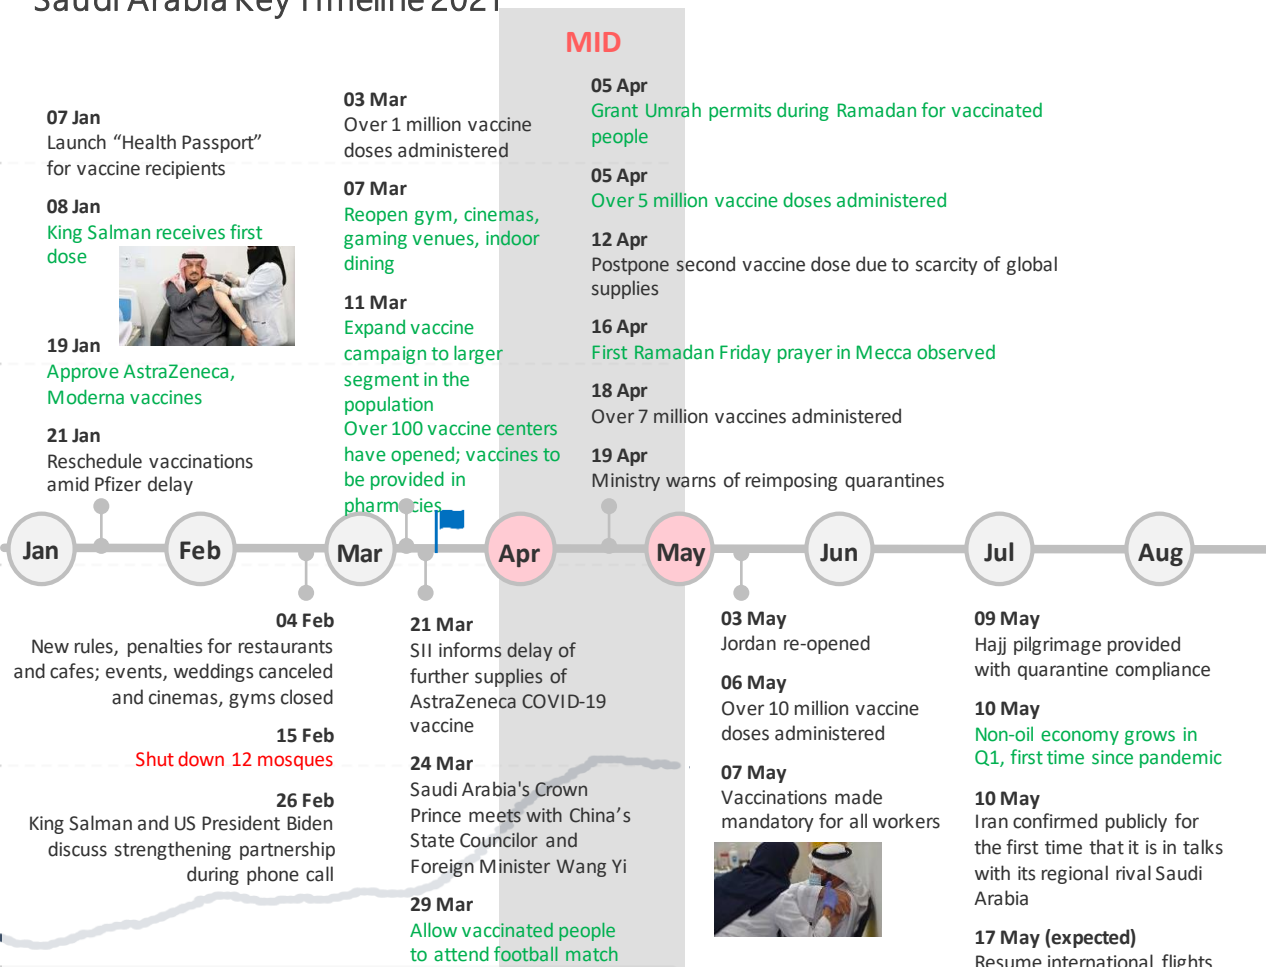 Saudi Arabia Key Timeline 2021
MID
07 Jan
Launch “Health Passport”
for vaccine recipients
08 Jan
King Salman receives first
dose
19 Jan
Approve AstraZeneca,
Moderna vaccines
21 Jan
Reschedule vaccinations
amid Pfizer delay
03 Mar
Over 1 million vaccine
doses administered
07 Mar
Reopen gym, cinemas,
gaming venues, indoor
dining
11 Mar
Expand vaccine
campaign to larger
segment in the
population
Over 100 vaccine centers
have opened; vaccines to
be provided in
pharmacies
05 Apr
Grant Umrah permits during Ramadan for vaccinated
people
05 Apr
Over 5 million vaccine doses administered
12 Apr
Postpone second vaccine dose due to scarcity of global
supplies
16 Apr
First Ramadan Friday prayer in Mecca observed
18 Apr
Over 7 million vaccines administered
19 Apr
Ministry warns of reimposing quarantines
Jan
Feb
Mar
Apr
May
Jun
Jul
Aug
04 Feb
New rules, penalties for restaurants
and cafes; events, weddings canceled
and cinemas, gyms closed
15 Feb
Shut down 12 mosques
26 Feb
King Salman and US President Biden
discuss strengthening partnership
during phone call
21 Mar
SII informs delay of
further supplies of
AstraZeneca COVID-19
vaccine
24 Mar
Saudi Arabia's Crown
Prince meets with China’s
State Councilor and
Foreign Minister Wang Yi
29 Mar
Allow vaccinated people
to attend football match
03 May
Jordan re-opened
06 May
Over 10 million vaccine
doses administered
07 May
Vaccinations made
mandatory for all workers
09 May
Hajj pilgrimage provided
with quarantine compliance
10 May
Non-oil economy grows in
Q1, first time since pandemic
10 May
Iran confirmed publicly for
the first time that it is in talks
with its regional rival Saudi
Arabia
17 May (expected)
Resume international flights